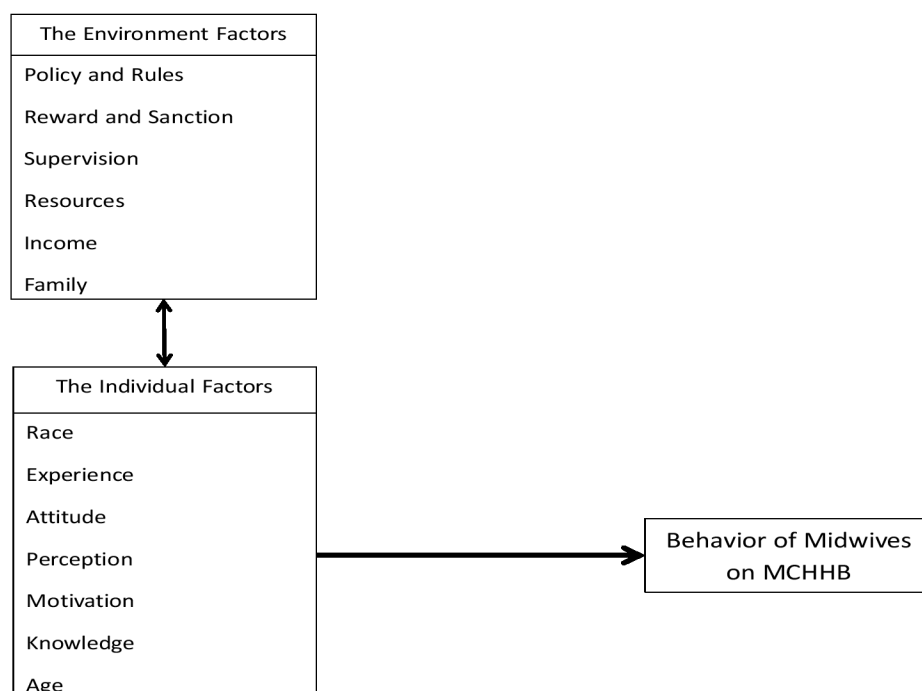 The Environment Factors
Policy and Rules
Reward and Sanction
Supervision
Resources
Income
Family
The Individual Factors
Race
Experience
Attitude
Perception
Motivation
Knowledge
Age
Behavior of Midwives
on MCHHB